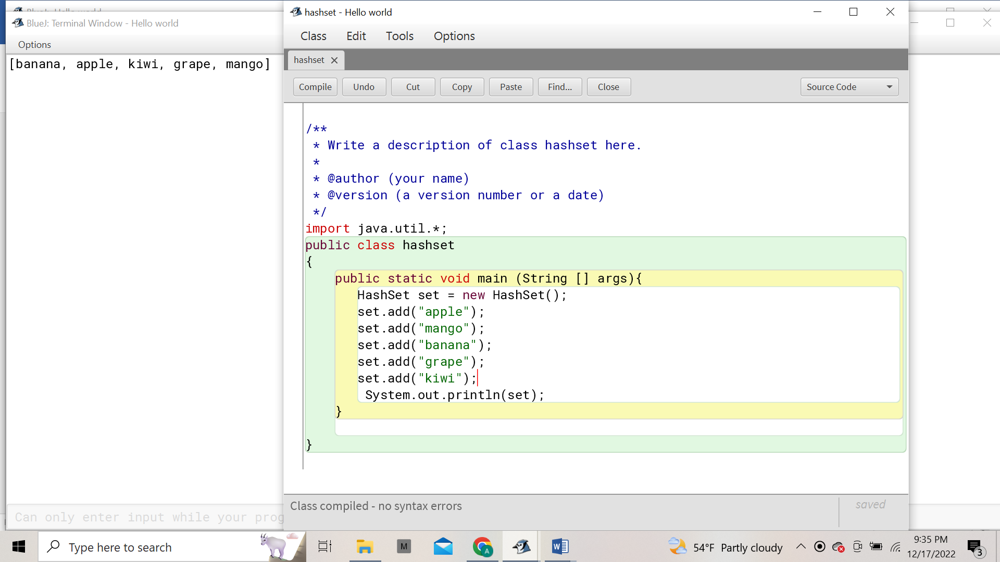 BlueJ: Terminal Window - Hello world
Options
[banana, apple, kiwi, grape, mango]
Can only enter input while your prog
hashset - Hello world
Class Edit Tools Options
hashset
Compile Undo Cut Copy Paste Find... Close Source Code
/**
* Write a description of class hashset here.
*
* @author (your name)
* @version (a version number or a date)
*/
import java.util.*;
public class hashset
{
public static void main (String [] args){
HashSet set = new HashSet();
set.add("apple");
set.add("mango");
set.add("banana");
set.add("grape");
set.add("kiwi");
System.out.println(set);
}
}
Class compiled - no syntax errors
saved
Type here to search
M
A
W
54°F Partly cloudy
9:35 PM
12/17/2022
3